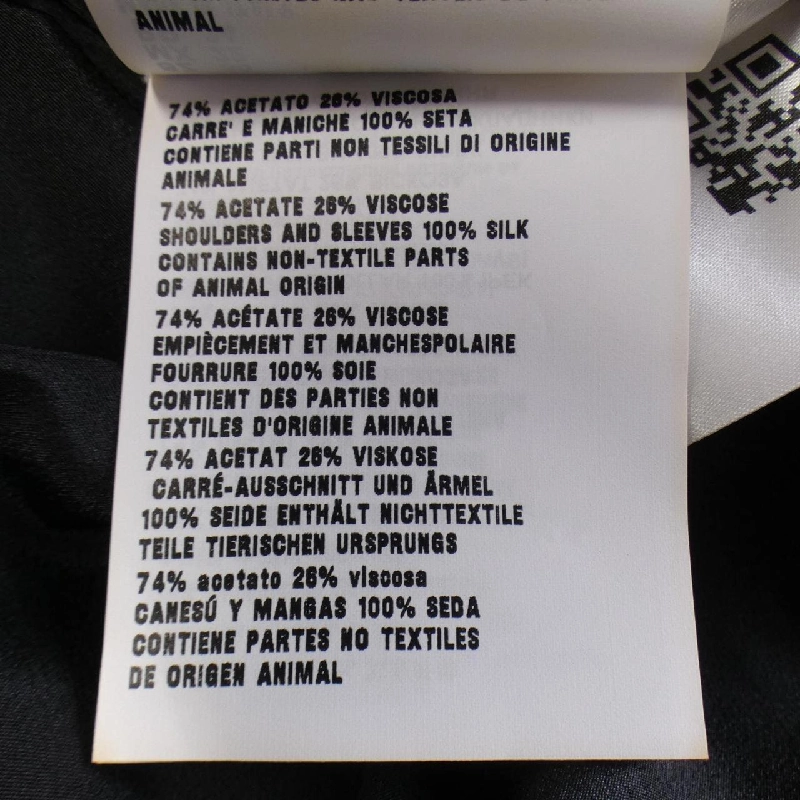 ANIMAL
74% ACETATO 26% VISCOSA
CARRE' E MANICHE 100% SETA
CONTIENE PARTI NON TESSILI DI ORIGINE
ANIMALE
74% ACETATE 26% VISCOSE
SHOULDERS AND SLEEVES 100% SILK
CONTAINS NON-TEXTILE PARTS
OF ANIMAL ORIGIN
74% ACÉTATE 26% VISCOSE
EMPIÈCEMENT ET MANCHESPOLAIRE
FOURRURE 100% SOIE
CONTIENT DES PARTIES NON
TEXTILES D'ORIGINE ANIMALE
74% ACETAT 26% VISKOSE
CARRÉ-AUSSCHNITT UND ÄRMEL
100% SEIDE ENTHÄLT NICHTTEXTILE
TEILE TIERISCHEN URSPRUNGS
74% acetato 26% viscosa
CANESÚ Y MANGAS 100% SEDA
CONTIENE PARTES NO TEXTILES
DE ORIGEN ANIMAL